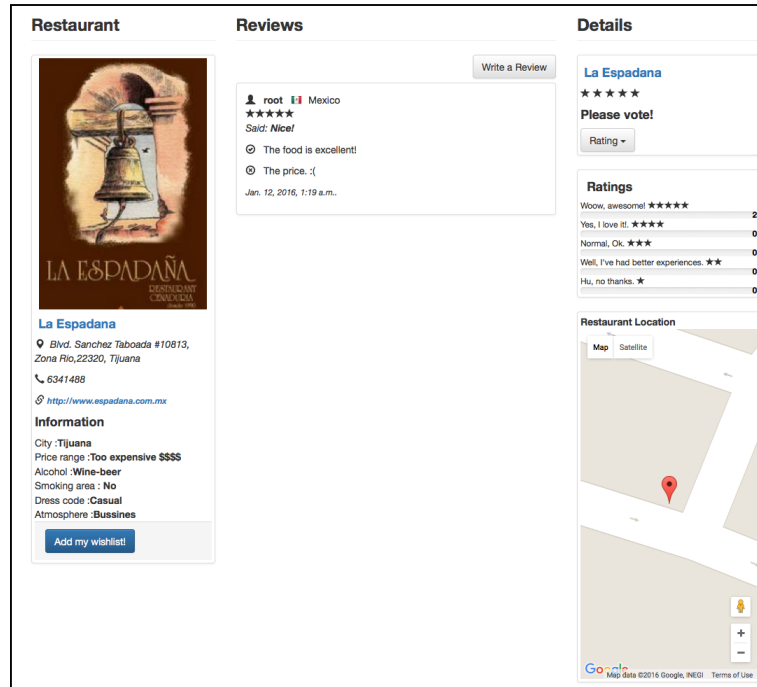 Restaurant
LA ESPADAÑA
RESTAURANT
CENADURIA
desde 1990
La Espadana
Blvd. Sanchez Taboada #10813,
Zona Rio,22320, Tijuana
6341488
http://www.espadana.com.mx
Information
City :Tijuana
Price range :Too expensive $$$$
Alcohol :Wine-beer
Smoking area : No
Dress code :Casual
Atmosphere :Bussines
Add my wishlist!
Reviews
Write a Review
root Mexico
★★★★★
Said: Nice!
The food is excellent!
The price. :(
Jan. 12, 2016, 1:19 a.m..
Details
La Espadana
★★★★★
Please vote!
Rating
Ratings
Woow, awesome! ★★★★★
2
Yes, I love it!. ★★★★
0
Normal, Ok. ★★★
0
Well, I've had better experiences. ★★
0
Hu, no thanks. ★
0
Restaurant Location
Map Satellite
+
−
Google
Map data ©2016 Google, INEGI Terms of Use